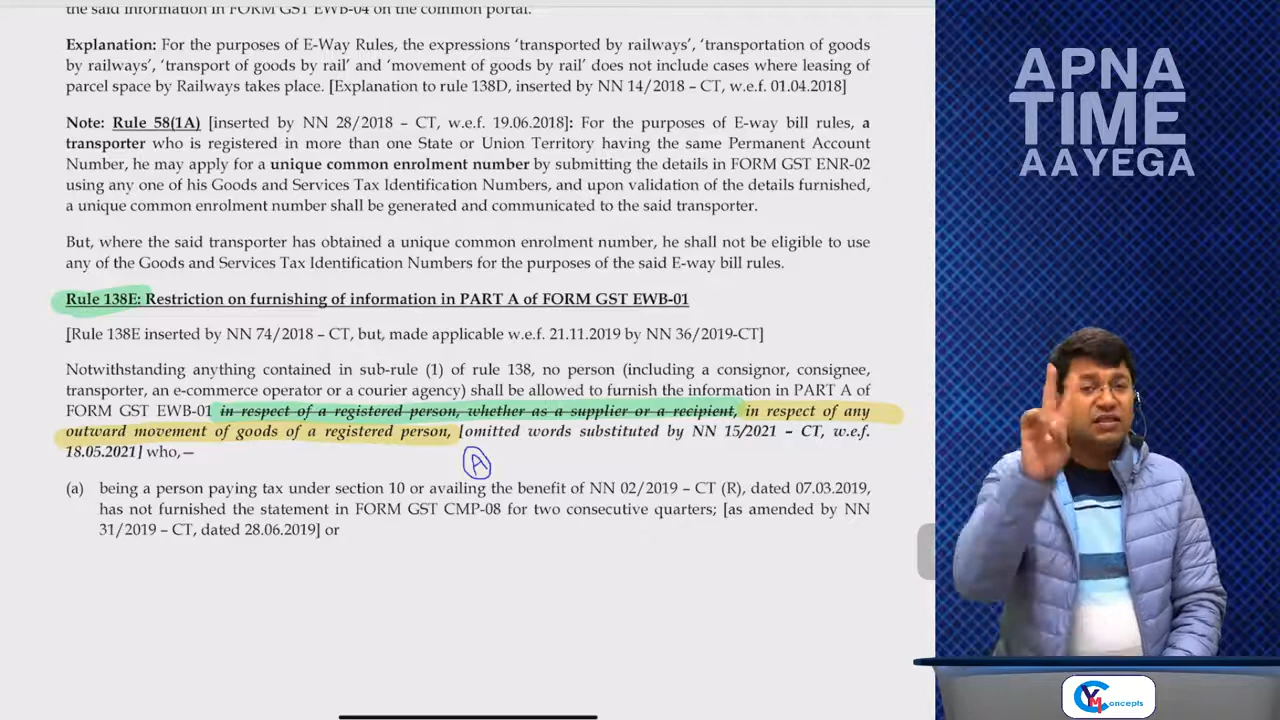 the said information in FORM GST EWB-04 on the common portal.
Explanation: For the purposes of E-Way Rules, the expressions ‘transported by railways’, ‘transportation of goods
by railways’, ‘transport of goods by rail’ and ‘movement of goods by rail’ does not include cases where leasing of
parcel space by Railways takes place. [Explanation to rule 138D, inserted by NN 14/2018 – CT, w.e.f. 01.04.2018]
Note: Rule 58(1A) [inserted by NN 28/2018 – CT, w.e.f. 19.06.2018]: For the purposes of E-way bill rules, a
transporter who is registered in more than one State or Union Territory having the same Permanent Account
Number, he may apply for a unique common enrolment number by submitting the details in FORM GST ENR-02
using any one of his Goods and Services Tax Identification Numbers, and upon validation of the details furnished,
a unique common enrolment number shall be generated and communicated to the said transporter.
But, where the said transporter has obtained a unique common enrolment number, he shall not be eligible to use
any of the Goods and Services Tax Identification Numbers for the purposes of the said E-way bill rules.
Rule 138E: Restriction on furnishing of information in PART A of FORM GST EWB-01
[Rule 138E inserted by NN 74/2018 – CT, but, made applicable w.e.f. 21.11.2019 by NN 36/2019-CT]
Notwithstanding anything contained in sub-rule (1) of rule 138, no person (including a consignor, consignee,
transporter, an e-commerce operator or a courier agency) shall be allowed to furnish the information in PART A of
FORM GST EWB-01 in respect of a registered person, whether as a supplier or a recipient, in respect of any
outward movement of goods of a registered person, [omitted words substituted by NN 15/2021 – CT, w.e.f.
18.05.2021] who,—
A
(a) being a person paying tax under section 10 or availing the benefit of NN 02/2019 – CT (R), dated 07.03.2019,
has not furnished the statement in FORM GST CMP-08 for two consecutive quarters; [as amended by NN
31/2019 – CT, dated 28.06.2019] or
APNA
TIME
AAYEGA
YM Concepts